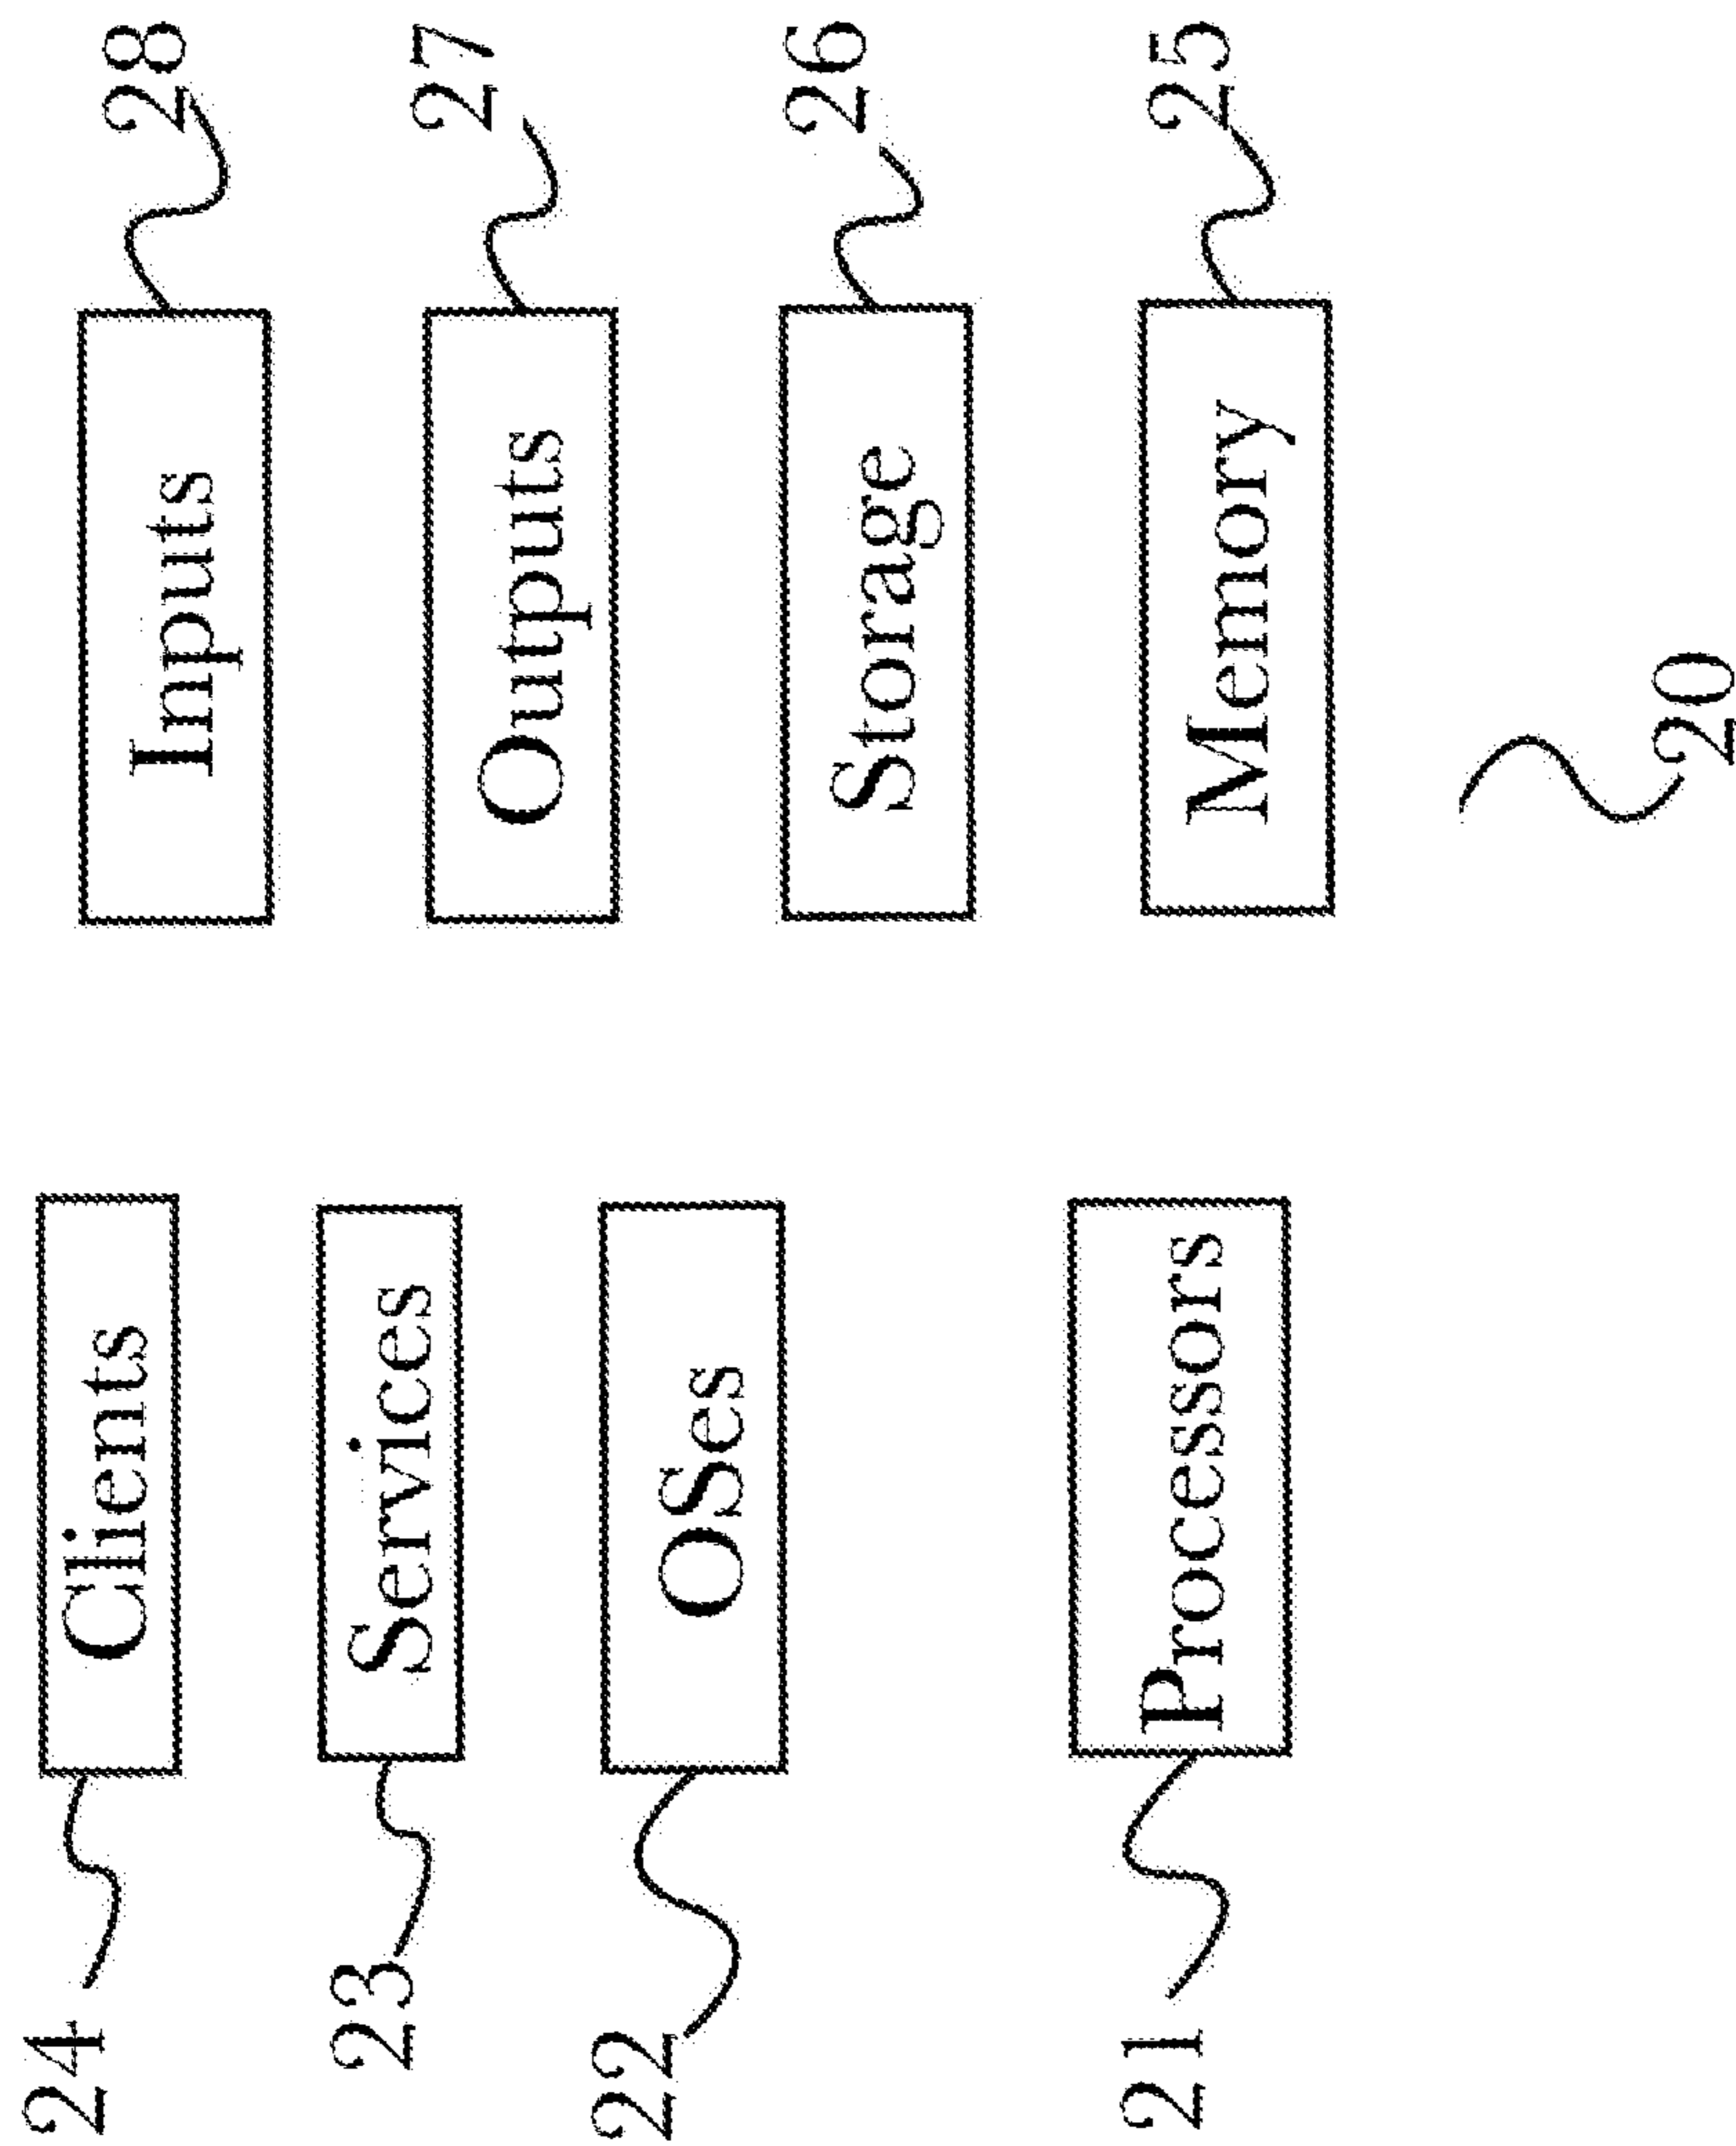 24 Clients Inputs 28
23 Services Outputs 27
22 OSes Storage 26
21 Processors Memory 25
20